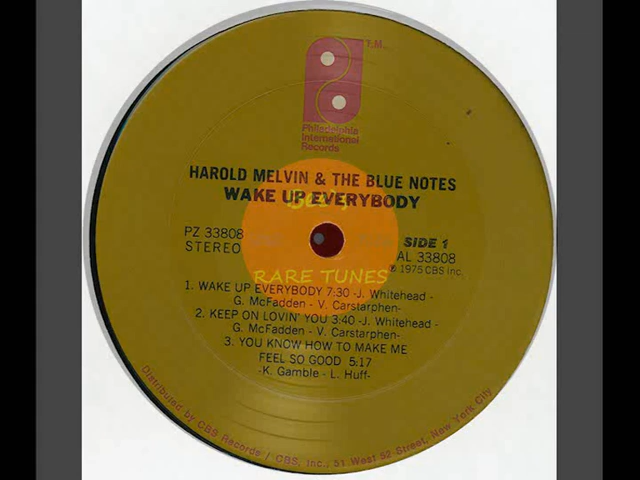 T.M.
Philadelphia
International
Records
HAROLD MELVIN & THE BLUE NOTES
WAKE UP EVERYBODY
PZ 33808
STEREO
SIDE 1
AL 33808
℗ 1975 CBS Inc.
RARE TUNES
1. WAKE UP EVERYBODY 7:30 -J. Whitehead -
G. McFadden - V. Carstarphen-
2. KEEP ON LOVIN' YOU 3:40 -J. Whitehead -
G. McFadden - V. Carstarphen-
3. YOU KNOW HOW TO MAKE ME
FEEL SO GOOD 5:17
-K. Gamble - L. Huff-
Distributed by CBS Records / CBS, Inc., 51 West 52 Street, New York City